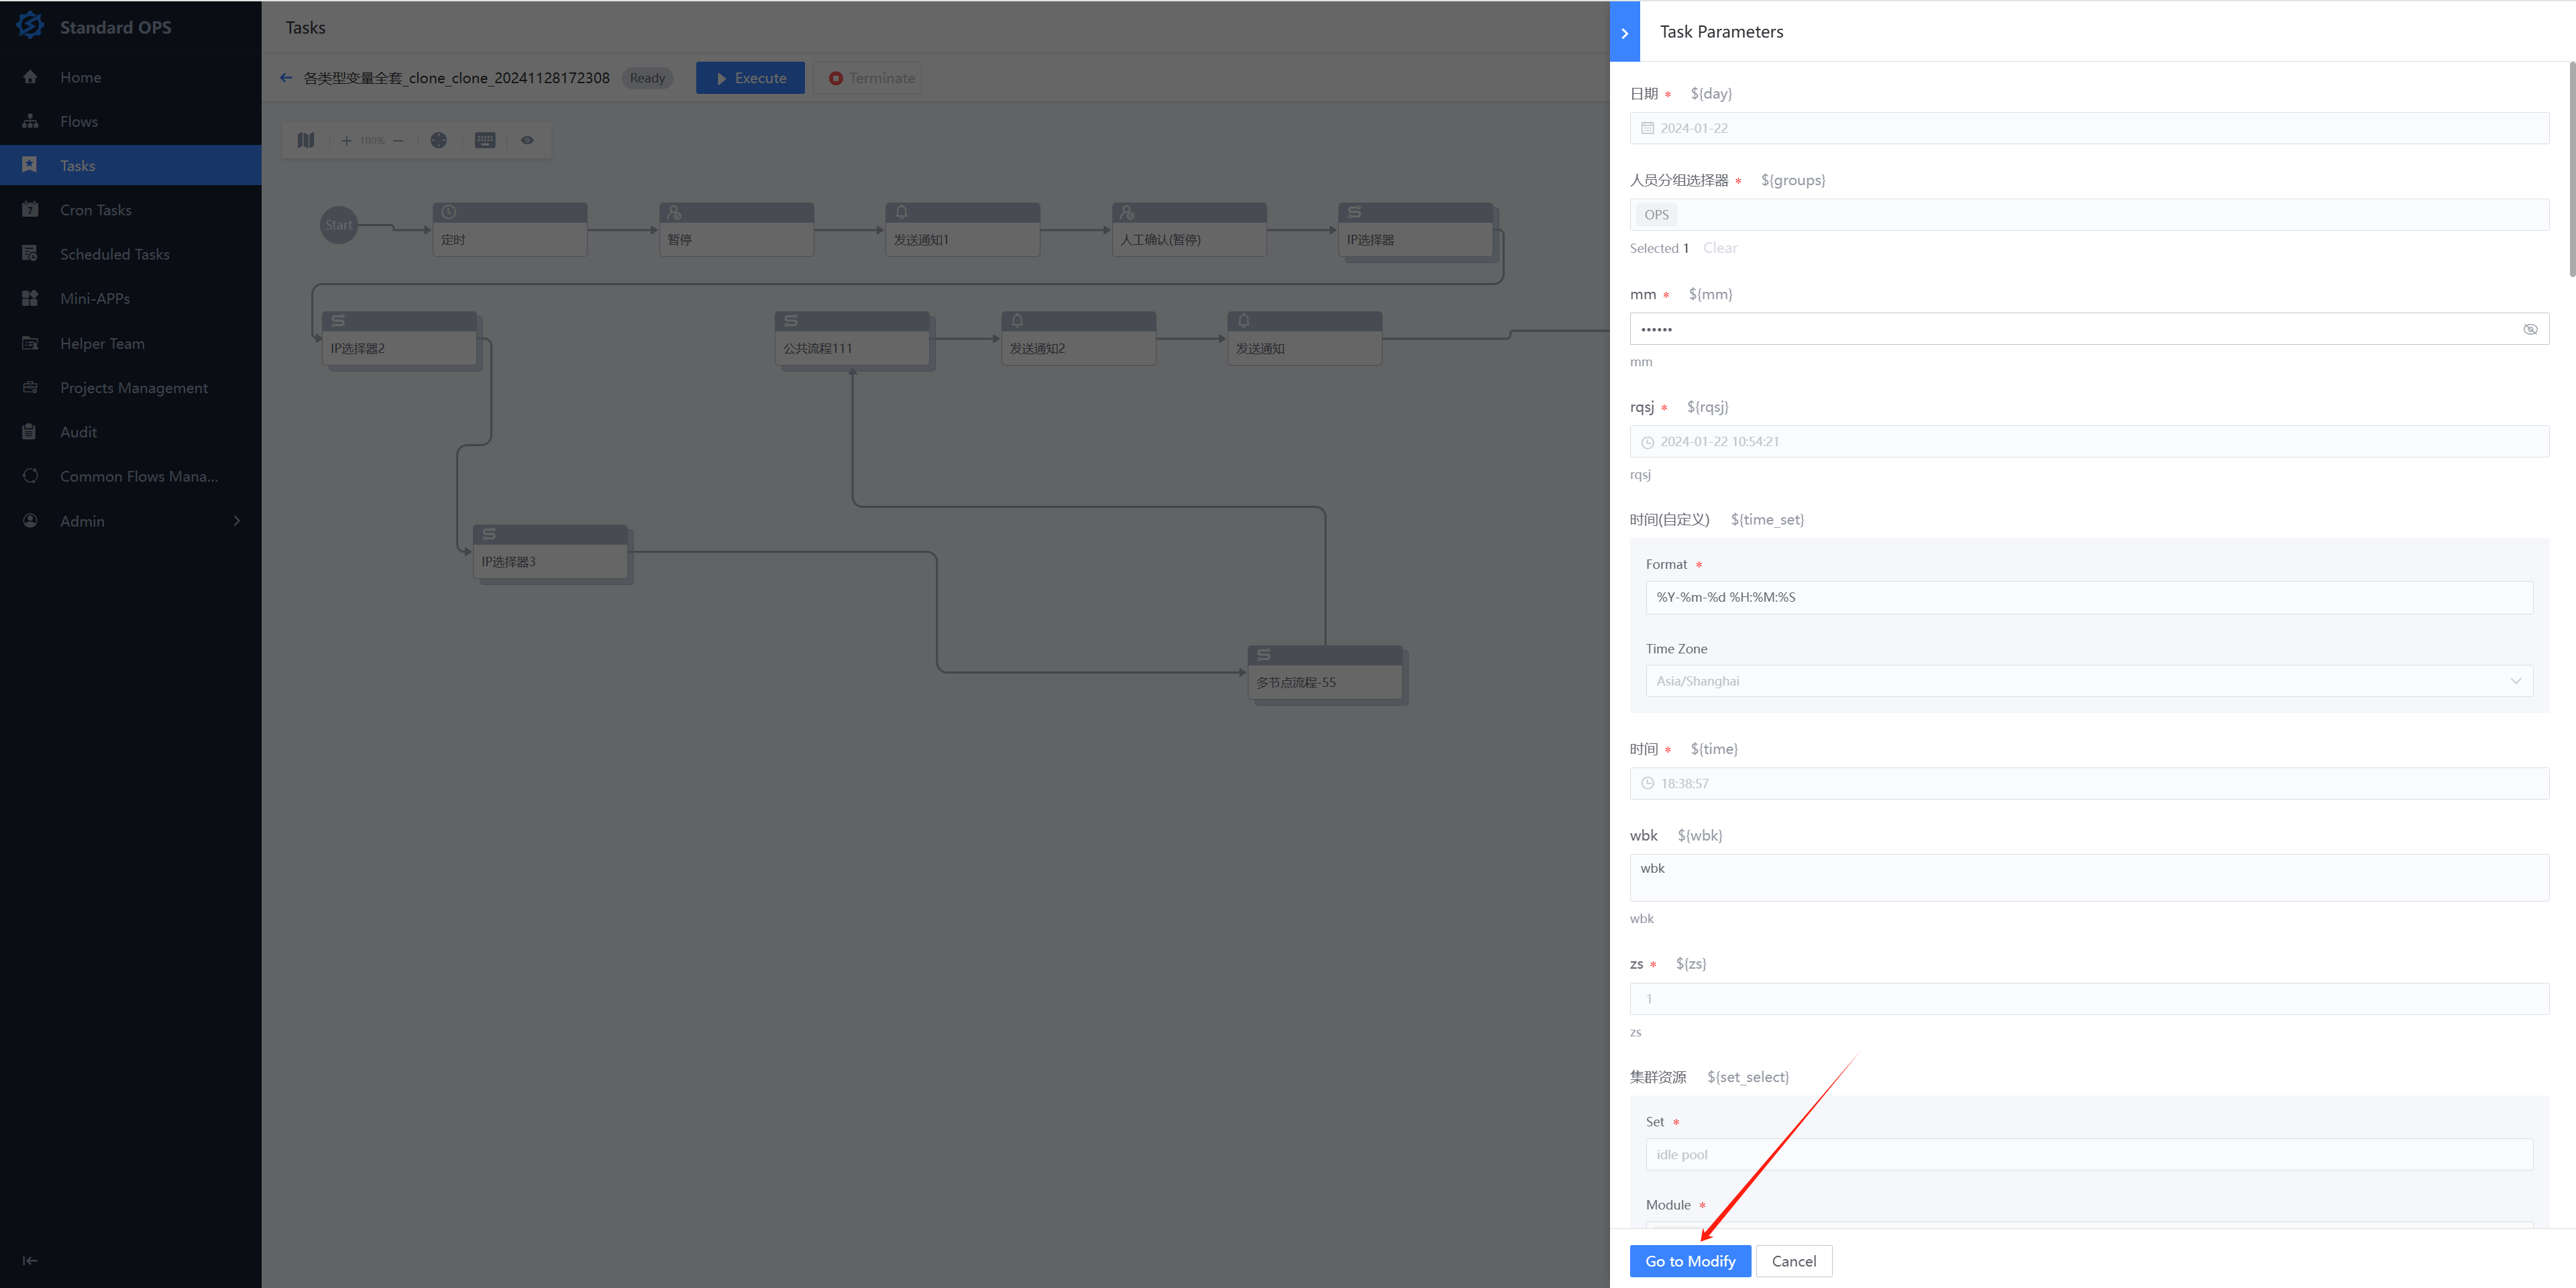 Standard OPS
Home
Flows
Tasks
Cron Tasks
Scheduled Tasks
Mini-APPs
Helper Team
Projects Management
Audit
Common Flows Mana...
Admin
Tasks
各类型变量全套_clone_clone_20241128172308 Ready Execute Terminate
100%
Start
定时
暂停
发送通知1
人工确认(暂停)
IP选择器
IP选择器2
公共流程111
发送通知2
发送通知
IP选择器3
多节点流程-55
Task Parameters
日期 * ${day}
2024-01-22
人员分组选择器 * ${groups}
OPS
Selected 1 Clear
mm * ${mm}
••••••
mm
rqsj * ${rqsj}
2024-01-22 10:54:21
rqsj
时间(自定义) ${time_set}
Format *
%Y-%m-%d %H:%M:%S
Time Zone
Asia/Shanghai
时间 * ${time}
18:38:57
wbk ${wbk}
wbk
wbk
zs * ${zs}
1
zs
集群资源 ${set_select}
Set *
idle pool
Module *
Go to Modify Cancel